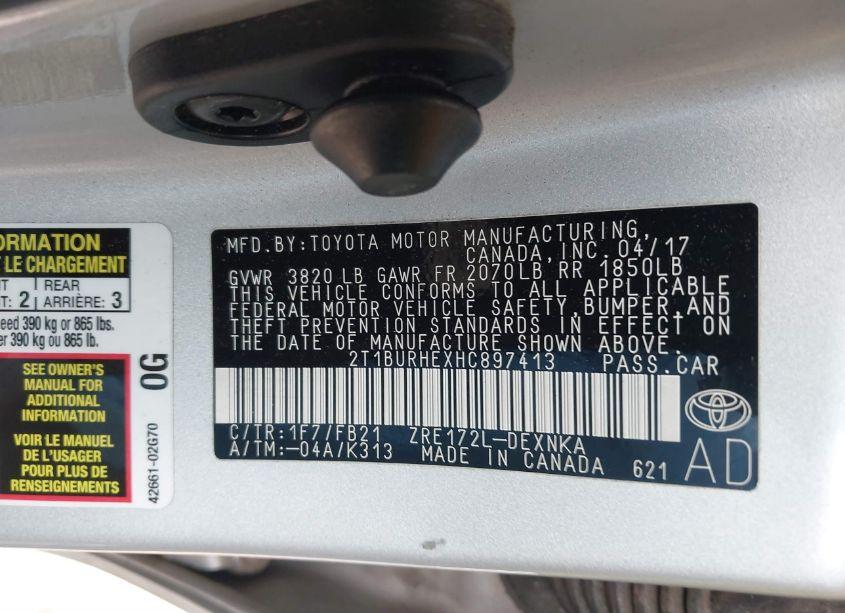 ORMATION
T LE CHARGEMENT
NT REAR
T: 2 ARRIÈRE: 3
eed 390 kg or 865 lbs.
er 390 kg ou 865 lb.
SEE OWNER'S
MANUAL FOR
ADDITIONAL
INFORMATION
VOIR LE MANUEL
DE L'USAGER
POUR PLUS DE
RENSEIGNEMENTS
0G
42661-02G70
MFD.BY:TOYOTA MOTOR MANUFACTURING,
CANADA,INC. 04/17
GVWR 3820 LB GAWR FR 2070LB RR 1850LB
THIS VEHICLE CONFORMS TO ALL APPLICABLE
FEDERAL MOTOR VEHICLE SAFETY,BUMPER,AND
THEFT PREVENTION STANDARDS IN EFFECT ON
THE DATE OF MANUFACTURE SHOWN ABOVE.
2T1BURHEXHC897413 PASS.CAR
C/TR:1F7/FB21 ZRE172L-DEXNKA
A/TM:-04A/K313 MADE IN CANADA 621
AD